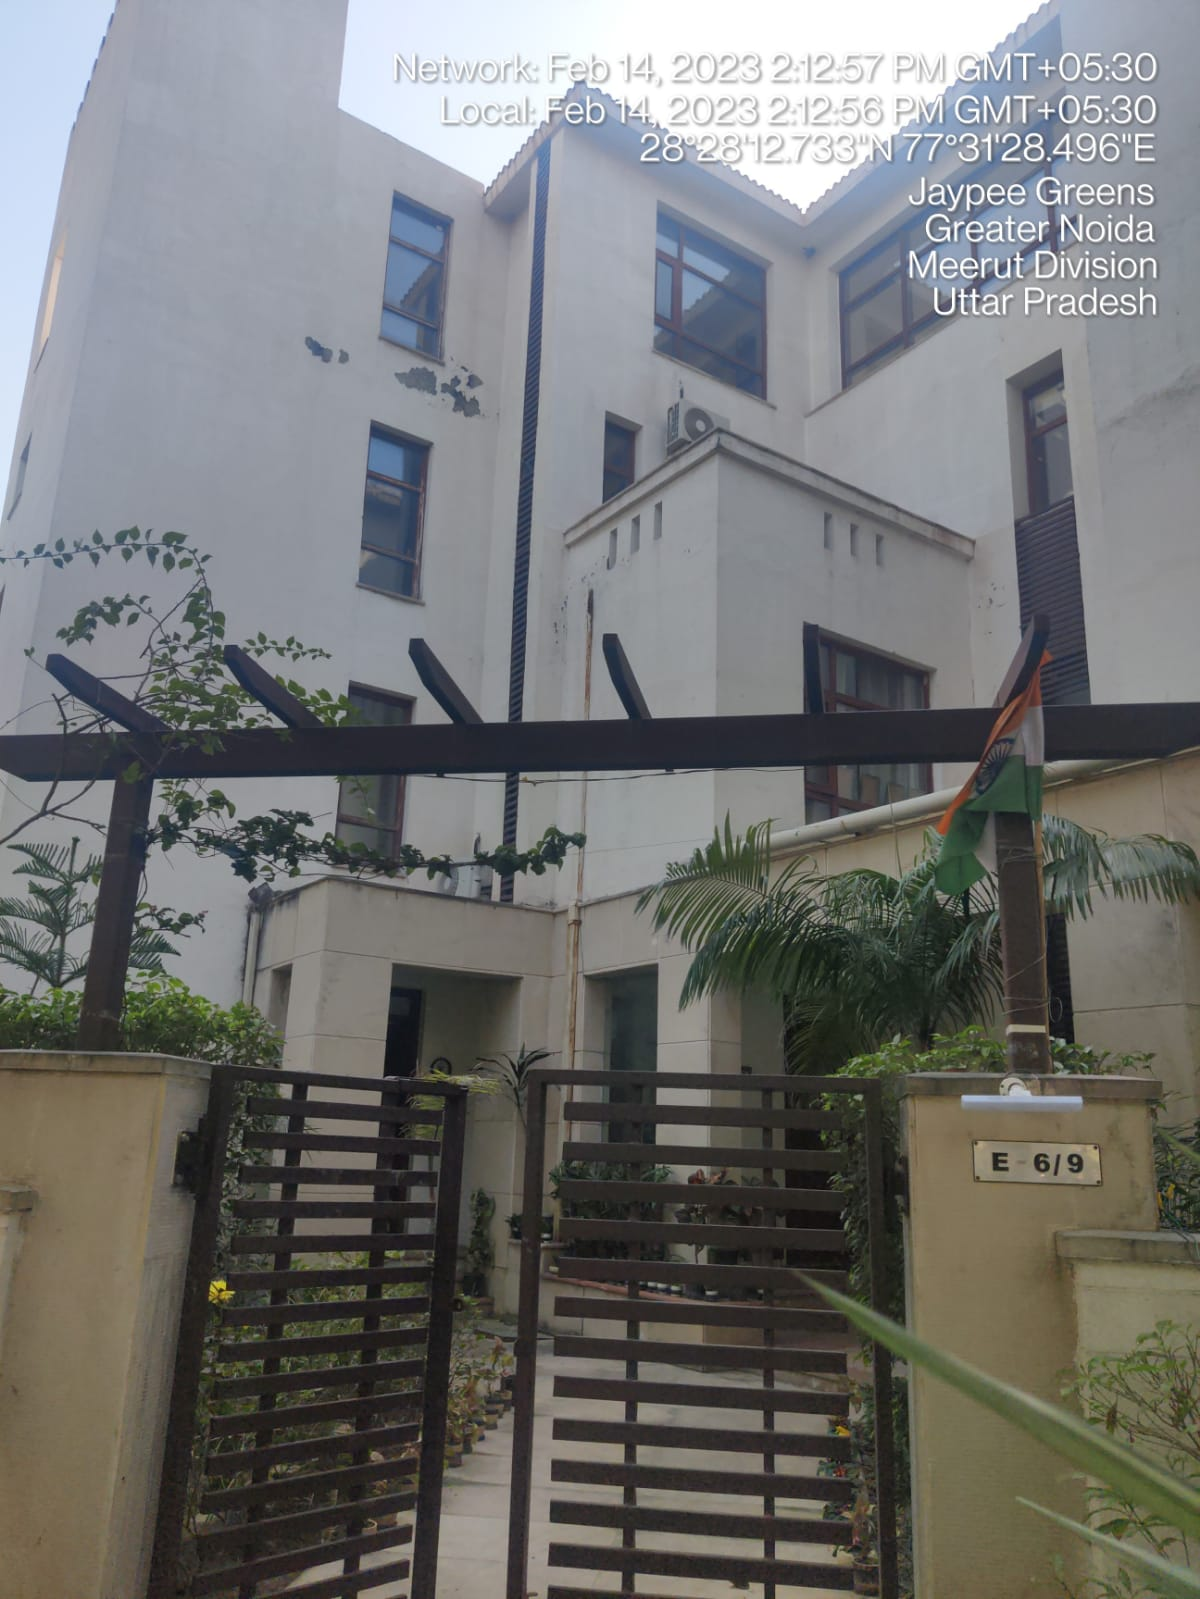 Network: Feb 14, 2023 2:12:57 PM GMT+05:30
Local: Feb 14, 2023 2:12:56 PM GMT+05:30
28°28'12.733"N 77°31'28.496"E
Jaypee Greens
Greater Noida
Meerut Division
Uttar Pradesh
E - 6/9